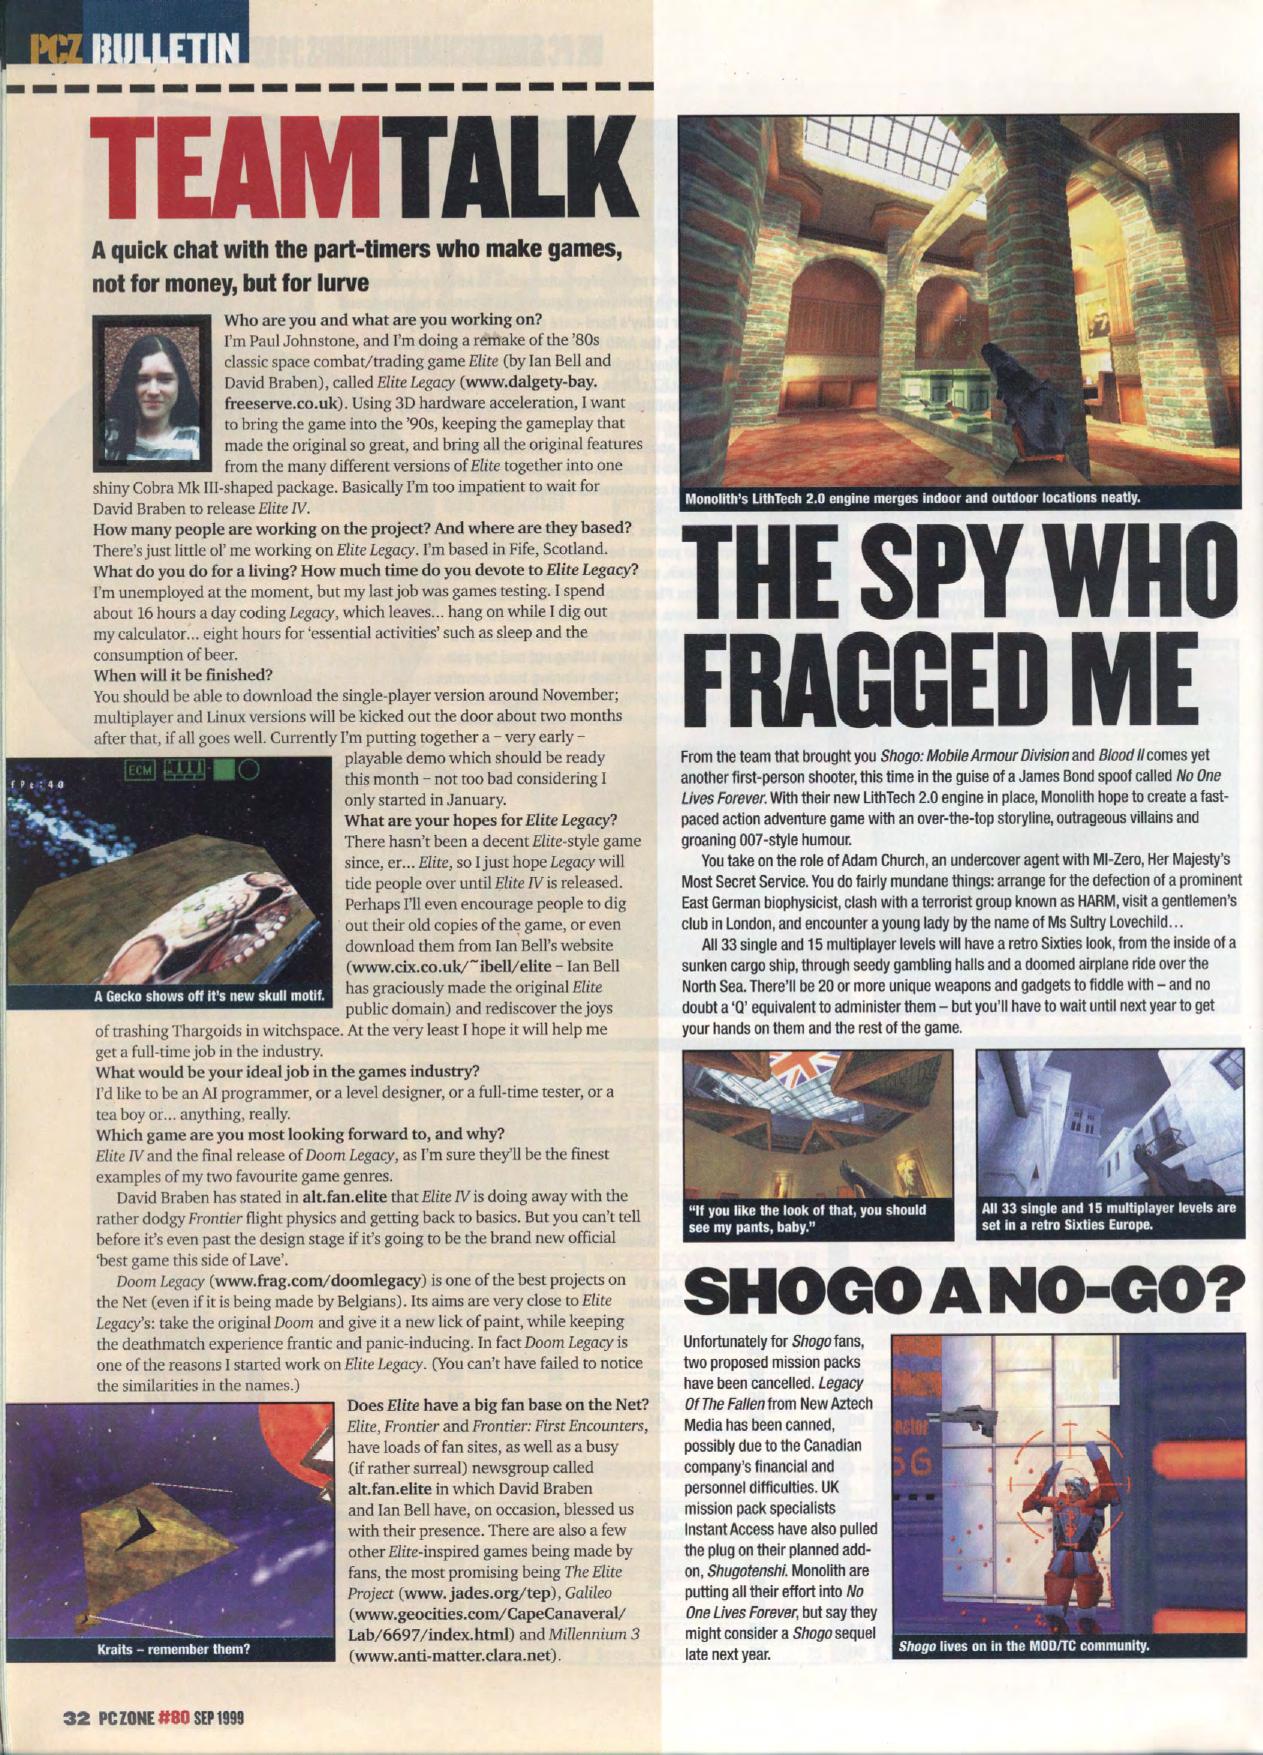 PCZ BULLETIN
TEAMTALK
A quick chat with the part-timers who make games,
not for money, but for lurve
Who are you and what are you working on?
I'm Paul Johnstone, and I'm doing a remake of the '80s
classic space combat/trading game Elite (by Ian Bell and
David Braben), called Elite Legacy (www.dalgety-bay.
freeserve.co.uk). Using 3D hardware acceleration, I want
to bring the game into the '90s, keeping the gameplay that
made the original so great, and bring all the original features
from the many different versions of Elite together into one
shiny Cobra Mk III-shaped package. Basically I'm too impatient to wait for
David Braben to release Elite IV.
How many people are working on the project? And where are they based?
There's just little ol' me working on Elite Legacy. I'm based in Fife, Scotland.
What do you do for a living? How much time do you devote to Elite Legacy?
I'm unemployed at the moment, but my last job was games testing. I spend
about 16 hours a day coding Legacy, which leaves... hang on while I dig out
my calculator... eight hours for 'essential activities' such as sleep and the
consumption of beer.
When will it be finished?
You should be able to download the single-player version around November;
multiplayer and Linux versions will be kicked out the door about two months
after that, if all goes well. Currently I'm putting together a – very early –
playable demo which should be ready
this month – not too bad considering I
only started in January.
What are your hopes for Elite Legacy?
There hasn't been a decent Elite-style game
since, er... Elite, so I just hope Legacy will
tide people over until Elite IV is released.
Perhaps I'll even encourage people to dig
out their old copies of the game, or even
download them from Ian Bell's website
(www.cix.co.uk/~ibell/elite – Ian Bell
has graciously made the original Elite
public domain) and rediscover the joys
of trashing Thargoids in witchspace. At the very least I hope it will help me
get a full-time job in the industry.
What would be your ideal job in the games industry?
I'd like to be an AI programmer, or a level designer, or a full-time tester, or a
tea boy or... anything, really.
Which game are you most looking forward to, and why?
Elite IV and the final release of Doom Legacy, as I'm sure they'll be the finest
examples of my two favourite game genres.
David Braben has stated in alt.fan.elite that Elite IV is doing away with the
rather dodgy Frontier flight physics and getting back to basics. But you can't tell
before it's even past the design stage if it's going to be the brand new official
'best game this side of Lave'.
Doom Legacy (www.frag.com/doomlegacy) is one of the best projects on
the Net (even if it is being made by Belgians). Its aims are very close to Elite
Legacy's: take the original Doom and give it a new lick of paint, while keeping
the deathmatch experience frantic and panic-inducing. In fact Doom Legacy is
one of the reasons I started work on Elite Legacy. (You can't have failed to notice
the similarities in the names.)
Does Elite have a big fan base on the Net?
Elite, Frontier and Frontier: First Encounters,
have loads of fan sites, as well as a busy
(if rather surreal) newsgroup called
alt.fan.elite in which David Braben
and Ian Bell have, on occasion, blessed us
with their presence. There are also a few
other Elite-inspired games being made by
fans, the most promising being The Elite
Project (www. jades.org/tep), Galileo
(www.geocities.com/CapeCanaveral/
Lab/6697/index.html) and Millennium 3
(www.anti-matter.clara.net).
ECM
A Gecko shows off it's new skull motif.
Kraits – remember them?
Monolith's LithTech 2.0 engine merges indoor and outdoor locations neatly.
THE SPY WHO
FRAGGED ME
From the team that brought you Shogo: Mobile Armour Division and Blood II comes yet
another first-person shooter, this time in the guise of a James Bond spoof called No One
Lives Forever. With their new LithTech 2.0 engine in place, Monolith hope to create a fast-
paced action adventure game with an over-the-top storyline, outrageous villains and
groaning 007-style humour.
You take on the role of Adam Church, an undercover agent with MI-Zero, Her Majesty's
Most Secret Service. You do fairly mundane things: arrange for the defection of a prominent
East German biophysicist, clash with a terrorist group known as HARM, visit a gentlemen's
club in London, and encounter a young lady by the name of Ms Sultry Lovechild...
All 33 single and 15 multiplayer levels will have a retro Sixties look, from the inside of a
sunken cargo ship, through seedy gambling halls and a doomed airplane ride over the
North Sea. There'll be 20 or more unique weapons and gadgets to fiddle with – and no
doubt a 'Q' equivalent to administer them – but you'll have to wait until next year to get
your hands on them and the rest of the game.
"If you like the look of that, you should
see my pants, baby."
All 33 single and 15 multiplayer levels are
set in a retro Sixties Europe.
SHOGO A NO-GO?
Unfortunately for Shogo fans,
two proposed mission packs
have been cancelled. Legacy
Of The Fallen from New Aztech
Media has been canned,
possibly due to the Canadian
company's financial and
personnel difficulties. UK
mission pack specialists
Instant Access have also pulled
the plug on their planned add-
on, Shugotenshi. Monolith are
putting all their effort into No
One Lives Forever, but say they
might consider a Shogo sequel
late next year.
ector
56
Shogo lives on in the MOD/TC community.
32 PC ZONE #80 SEP 1999